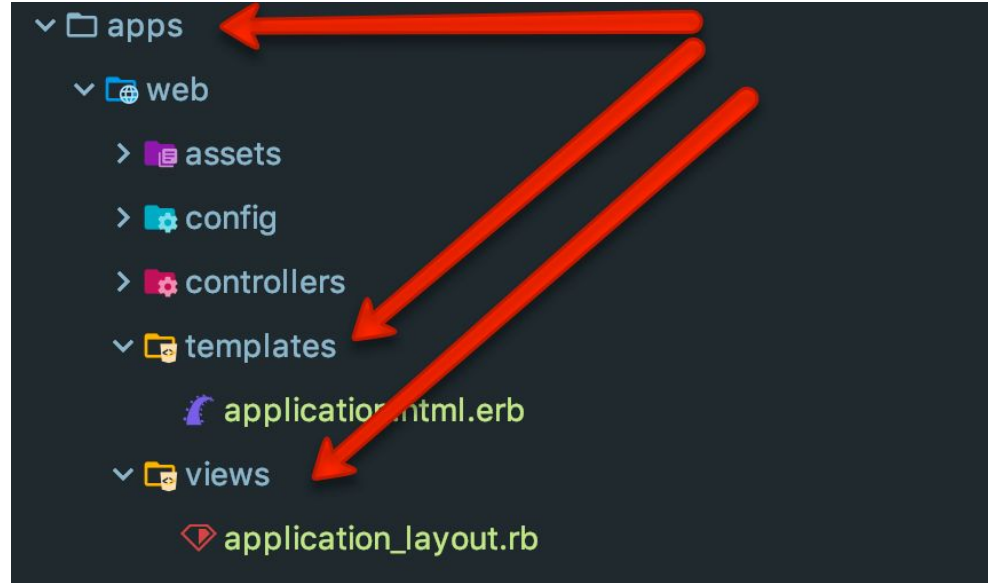 apps
web
assets
config
controllers
templates
application.html.erb
views
application_layout.rb